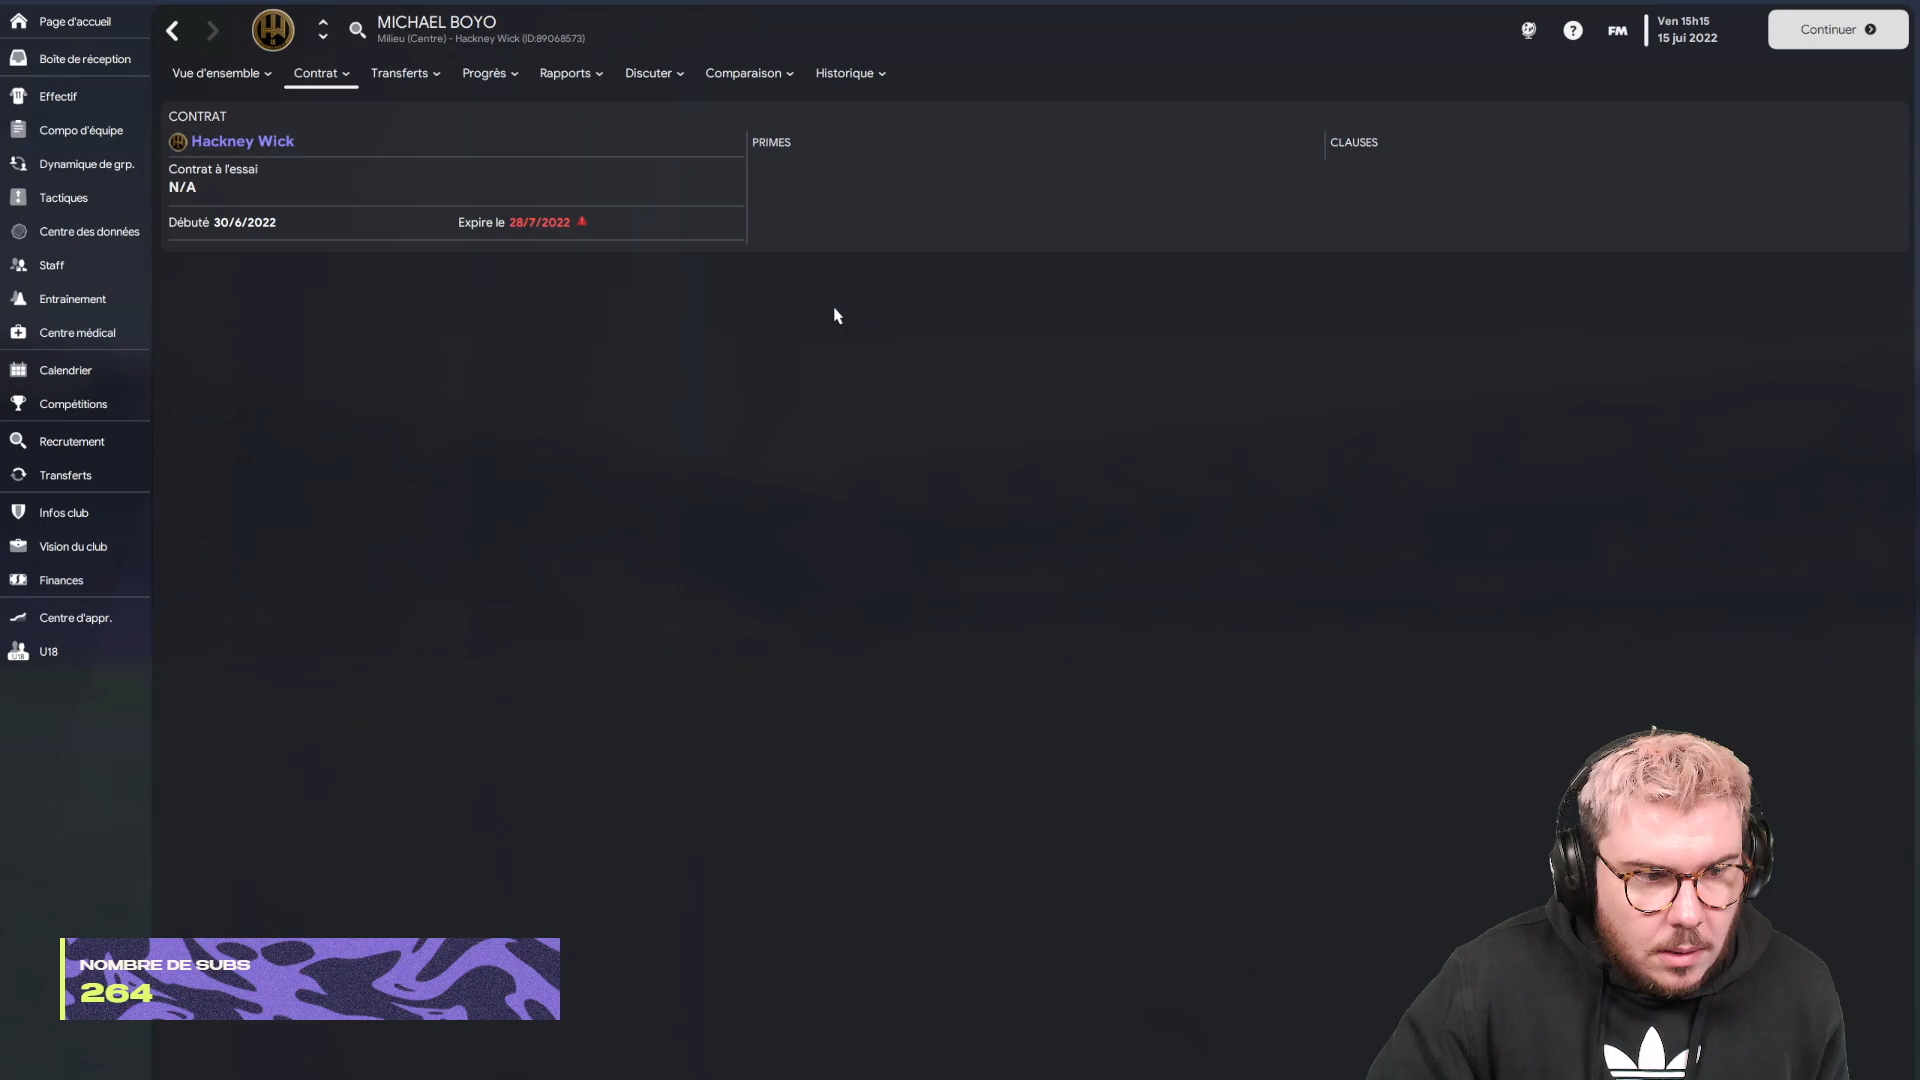 Page d'accueil
Boîte de réception
Effectif
Compo d'équipe
Dynamique de grp.
Tactiques
Centre des données
Staff
Entraînement
Centre médical
Calendrier
Compétitions
Recrutement
Transferts
Infos club
Vision du club
Finances
Centre d'appr.
U18
MICHAEL BOYO
Milieu (Centre) - Hackney Wick (ID:89068573)
FM
Ven 15h15
15 jui 2022
Continuer
Vue d'ensemble
Contrat
Transferts
Progrès
Rapports
Discuter
Comparaison
Historique
CONTRAT
Hackney Wick
Contrat à l'essai
N/A
Débuté 30/6/2022
Expire le 28/7/2022
PRIMES
CLAUSES
NOMBRE DE SUBS
264